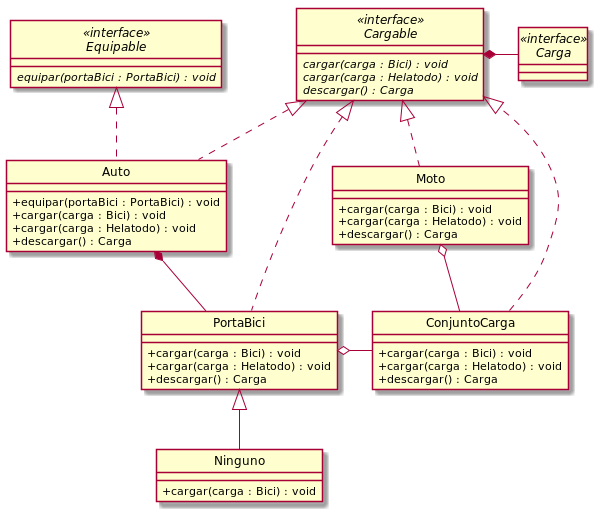 «interface»
Equipable
equipar(portaBici : PortaBici) : void
«interface»
Cargable
cargar(carga : Bici) : void
cargar(carga : Helatodo) : void
descargar() : Carga
«interface»
Carga
Auto
+equipar(portaBici : PortaBici) : void
+cargar(carga : Bici) : void
+cargar(carga : Helatodo) : void
+descargar() : Carga
Moto
+cargar(carga : Bici) : void
+cargar(carga : Helatodo) : void
+descargar() : Carga
PortaBici
+cargar(carga : Bici) : void
+cargar(carga : Helatodo) : void
+descargar() : Carga
ConjuntoCarga
+cargar(carga : Bici) : void
+cargar(carga : Helatodo) : void
+descargar() : Carga
Ninguno
+cargar(carga : Bici) : void